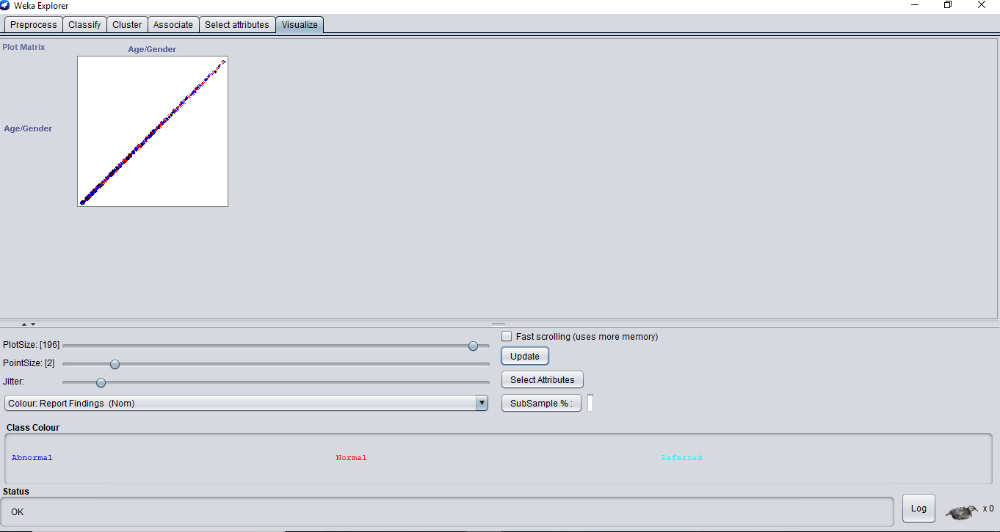 Weka Explorer
Preprocess Classify Cluster Associate Select attributes Visualize
Plot Matrix
Age/Gender
Age/Gender
PlotSize: [196]
Fast scrolling (uses more memory)
Update
PointSize: [2]
Jitter:
Select Attributes
Colour: Report Findings (Nom)
SubSample % :
Class Colour
Abnormal Normal Referred
Status
OK
Log
x 0